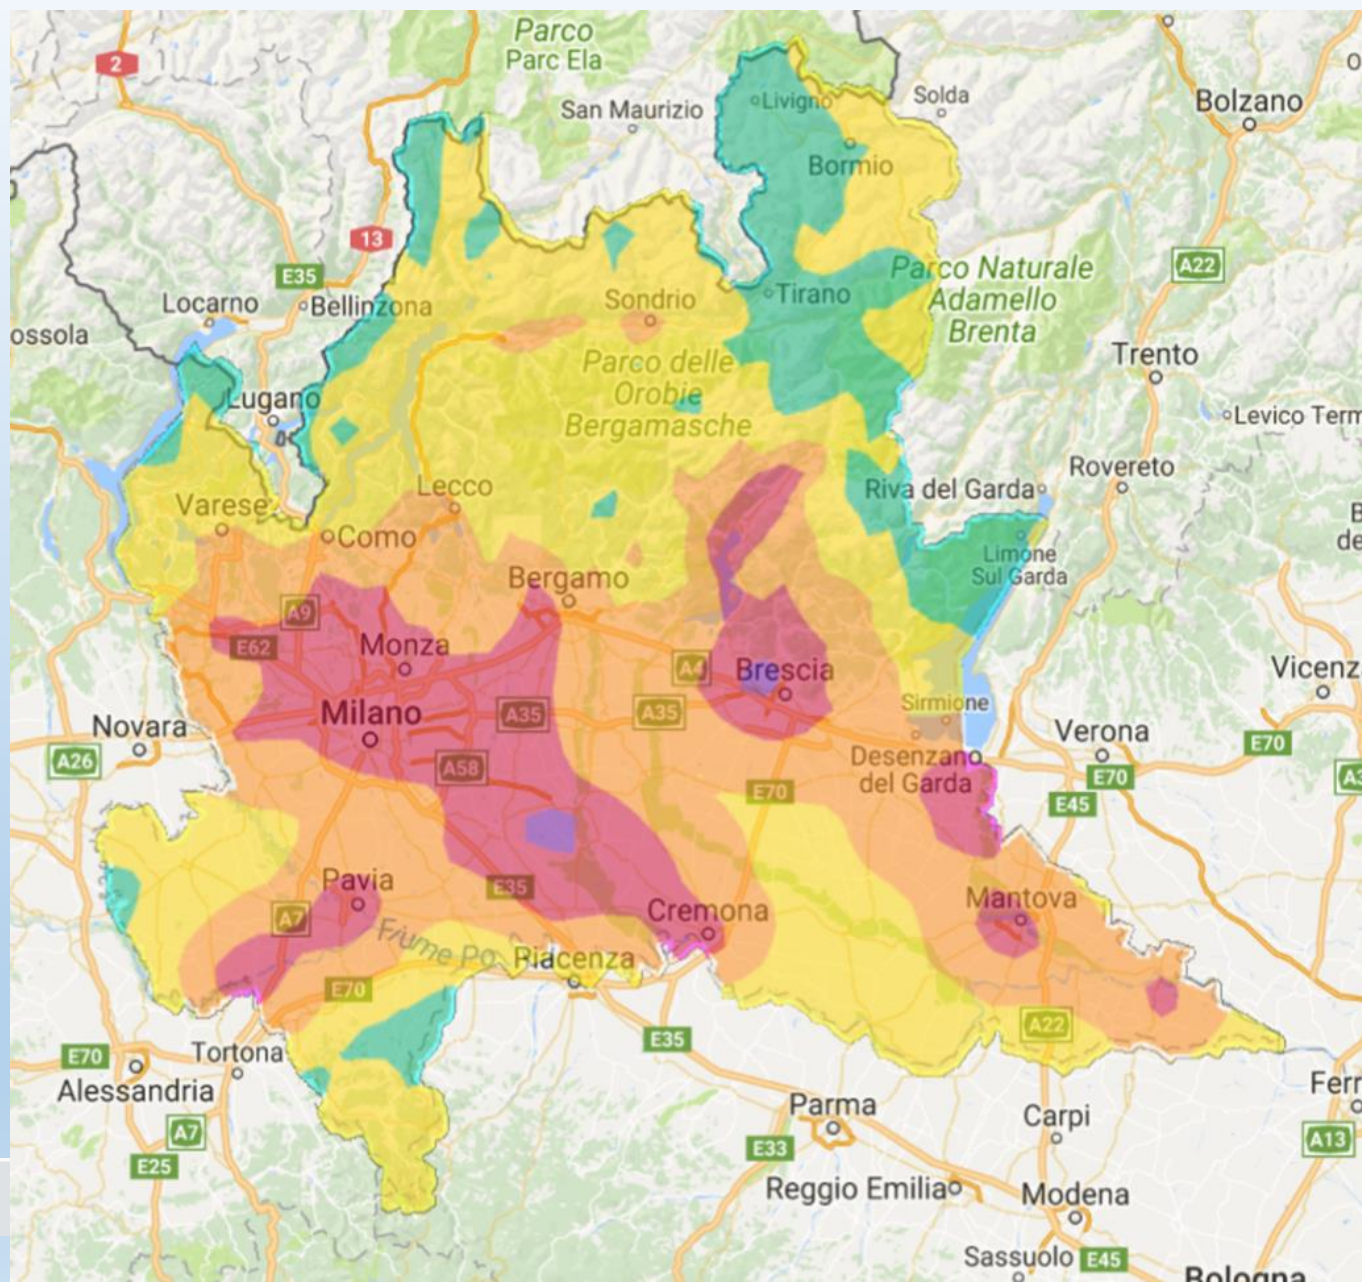 Parco
Parc Ela
2
San Maurizio
Solda
Bolzano
Livigno
Bormio
13
E35
A22
Locarno
Bellinzona
Sondrio
Tirano
Parco Naturale
Adamello
Brenta
ossola
Trento
Parco delle
Orobie
Bergamasche
Lugano
Levico Term
Rovereto
Riva del Garda
Lecco
Varese
Como
Limone
Sul Garda
B
de
Bergamo
A9
E62
Monza
A4
Brescia
Vicenz
Sirmione
Milano
A35
A35
Novara
Verona
E70
A26
A58
Desenzano
del Garda
E70
E70
E45
Pavia
E35
A7
Cremona
Mantova
Fiume Po
Piacenza
E70
A22
E35
Tortona
E70
Alessandria
Ferr
A7
Parma
Carpi
A13
E25
E33
Reggio Emilia
Modena
Sassuolo
E45
Bologna